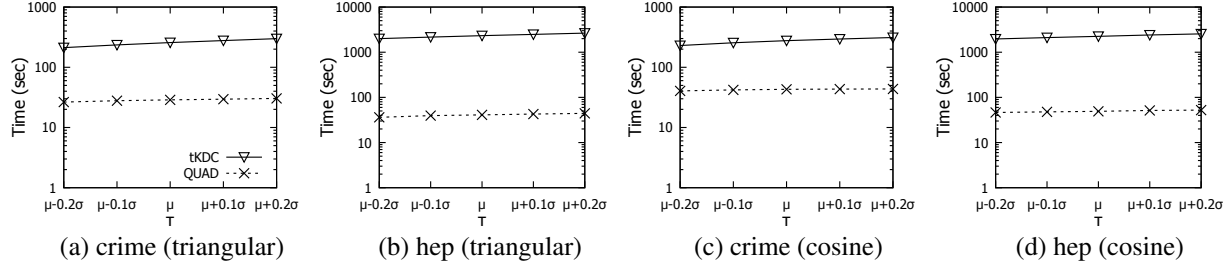 1000
100
10
1
Time (sec)
tKDC
QUAD
μ-0.2σ μ-0.1σ μ μ+0.1σ μ+0.2σ
T
(a) crime (triangular)
10000
1000
100
10
1
Time (sec)
μ-0.2σ μ-0.1σ μ μ+0.1σ μ+0.2σ
T
(b) hep (triangular)
1000
100
10
1
Time (sec)
μ-0.2σ μ-0.1σ μ μ+0.1σ μ+0.2σ
T
(c) crime (cosine)
10000
1000
100
10
1
Time (sec)
μ-0.2σ μ-0.1σ μ μ+0.1σ μ+0.2σ
T
(d) hep (cosine)